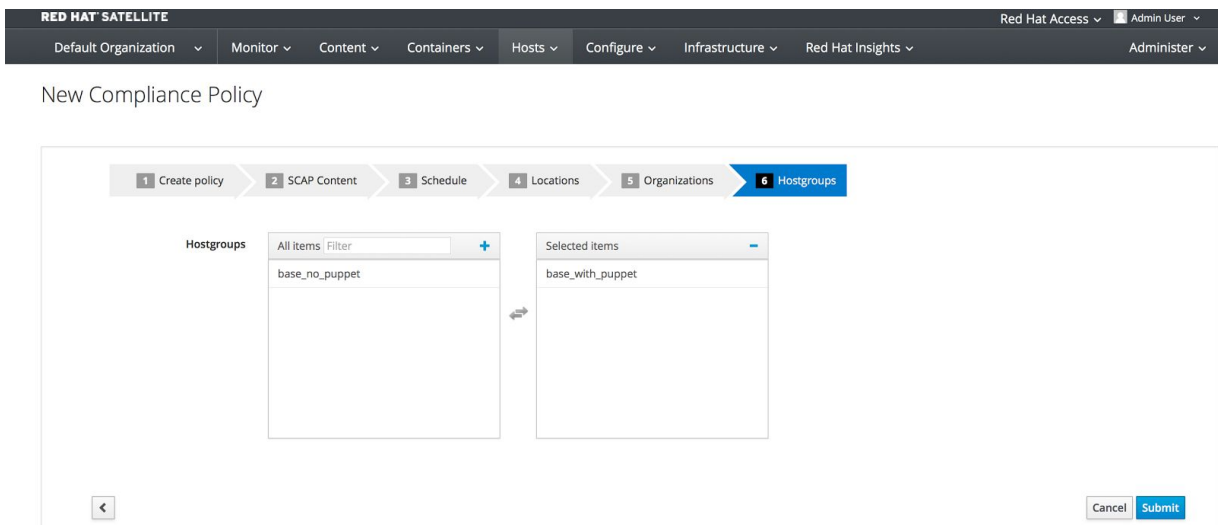 RED HAT SATELLITE
Red Hat Access Admin User
Default Organization Monitor Content Containers Hosts Configure Infrastructure Red Hat Insights Administer
New Compliance Policy
1 Create policy 2 SCAP Content 3 Schedule 4 Locations 5 Organizations 6 Hostgroups
Hostgroups All items Filter + Selected items −
base_no_puppet base_with_puppet
Cancel Submit